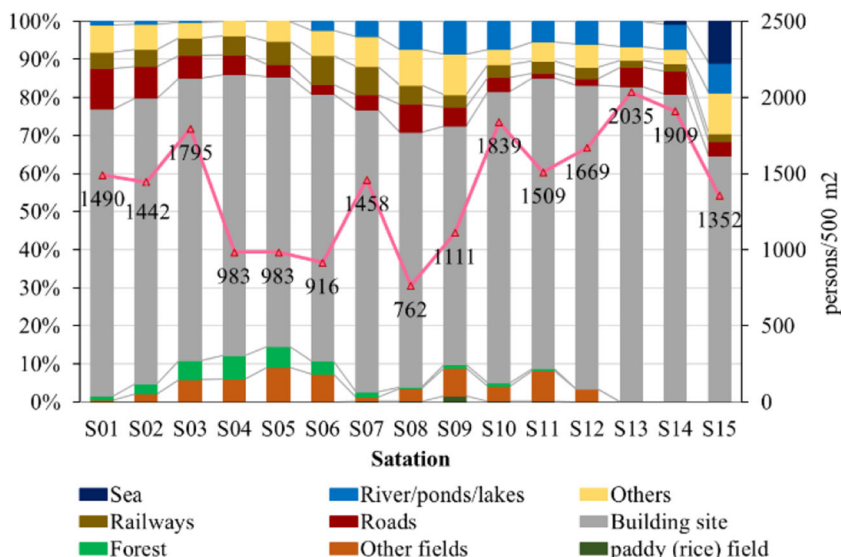 100% 2500
90%
80% 2000
70%
60% 1500
50%
40% 1000
30%
20% 500
10%
0% 0
persons/500 m2
1490 1442 1795 983 983 916 1458 762 1111 1839 1509 1669 2035 1909 1352
S01 S02 S03 S04 S05 S06 S07 S08 S09 S10 S11 S12 S13 S14 S15
Satation
Sea River/ponds/lakes Others
Railways Roads Building site
Forest Other fields paddy (rice) field